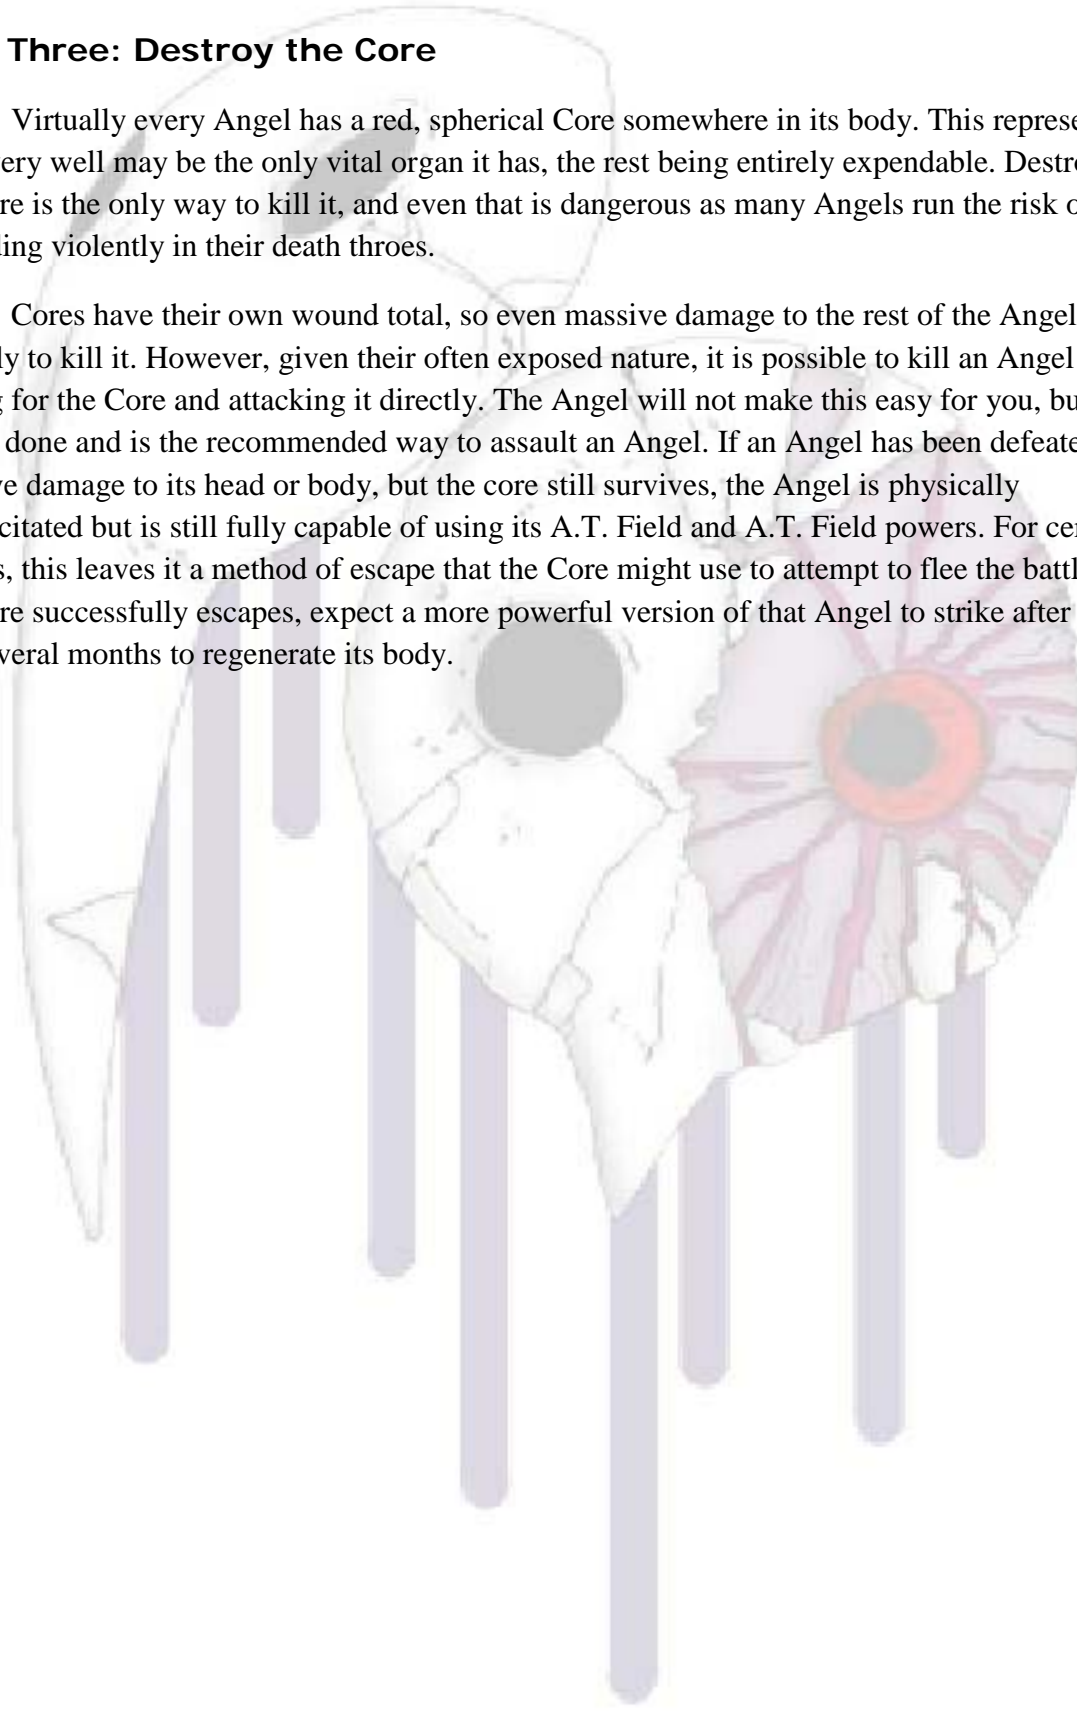 Three: Destroy the Core
Virtually every Angel has a red, spherical Core somewhere in its body. This represe
very well may be the only vital organ it has, the rest being entirely expendable. Destro
re is the only way to kill it, and even that is dangerous as many Angels run the risk o
ding violently in their death throes.
Cores have their own wound total, so even massive damage to the rest of the Angel
ly to kill it. However, given their often exposed nature, it is possible to kill an Angel
g for the Core and attacking it directly. The Angel will not make this easy for you, bu
done and is the recommended way to assault an Angel. If an Angel has been defeate
ve damage to its head or body, but the core still survives, the Angel is physically
citated but is still fully capable of using its A.T. Field and A.T. Field powers. For cer
s, this leaves it a method of escape that the Core might use to attempt to flee the battl
re successfully escapes, expect a more powerful version of that Angel to strike after
veral months to regenerate its body.